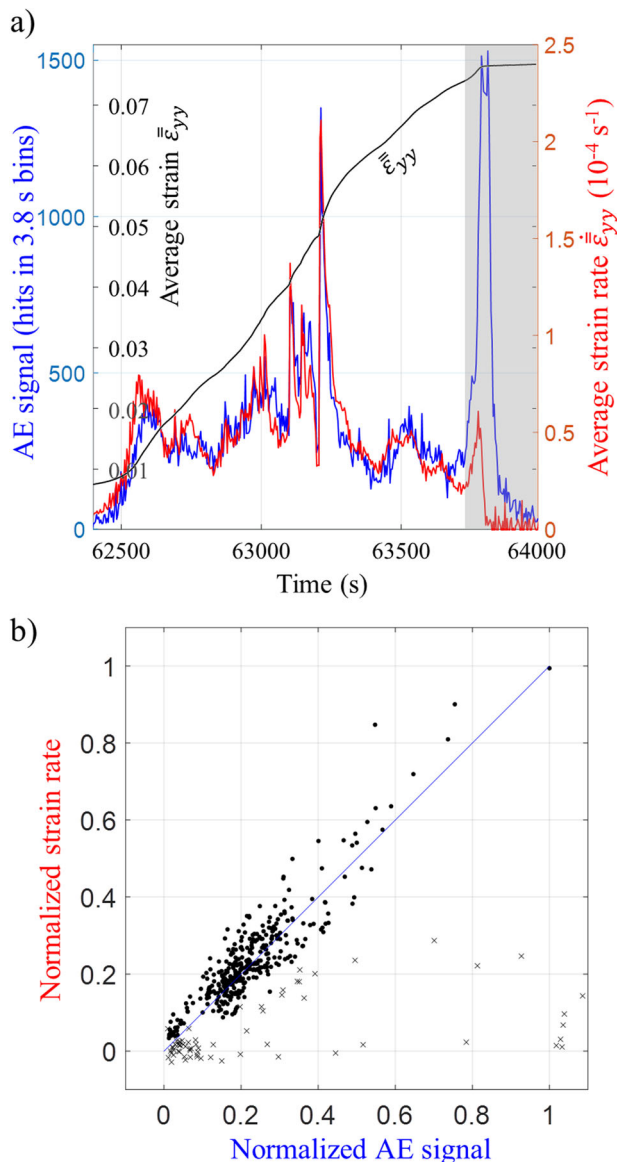 a)
AE signal (hits in 3.8 s bins)
1500
1000
500
0
Average strain ε̿yy
0.07
0.06
0.05
0.04
0.03
0.02
0.01
ε̿yy
2.5
2
1.5
1
0.5
0
Average strain rate ε̿̇yy (10⁻⁴ s⁻¹)
62500 63000 63500 64000
Time (s)
b)
Normalized strain rate
1
0.8
0.6
0.4
0.2
0
0 0.2 0.4 0.6 0.8 1
Normalized AE signal